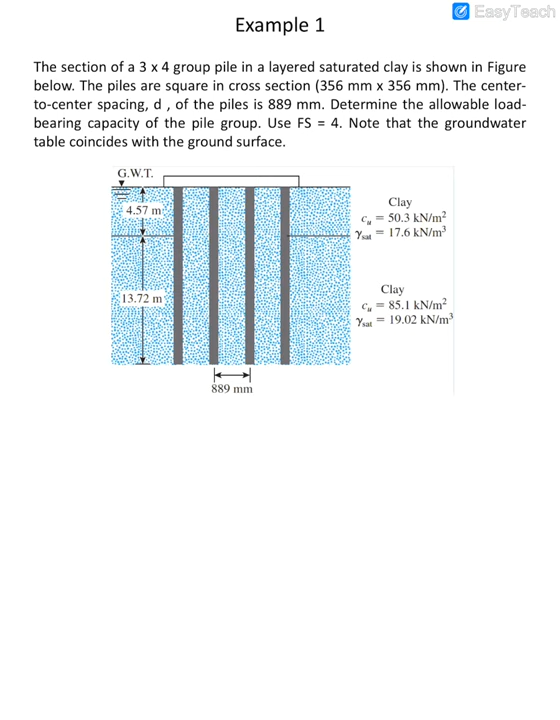 EasyTeach
Example 1
The section of a 3 x 4 group pile in a layered saturated clay is shown in Figure
below. The piles are square in cross section (356 mm x 356 mm). The center-
to-center spacing, d , of the piles is 889 mm. Determine the allowable load-
bearing capacity of the pile group. Use FS = 4. Note that the groundwater
table coincides with the ground surface.
G.W.T.
4.57 m
Clay
cᵤ = 50.3 kN/m²
γsat = 17.6 kN/m³
13.72 m
Clay
cᵤ = 85.1 kN/m²
γsat = 19.02 kN/m³
889 mm